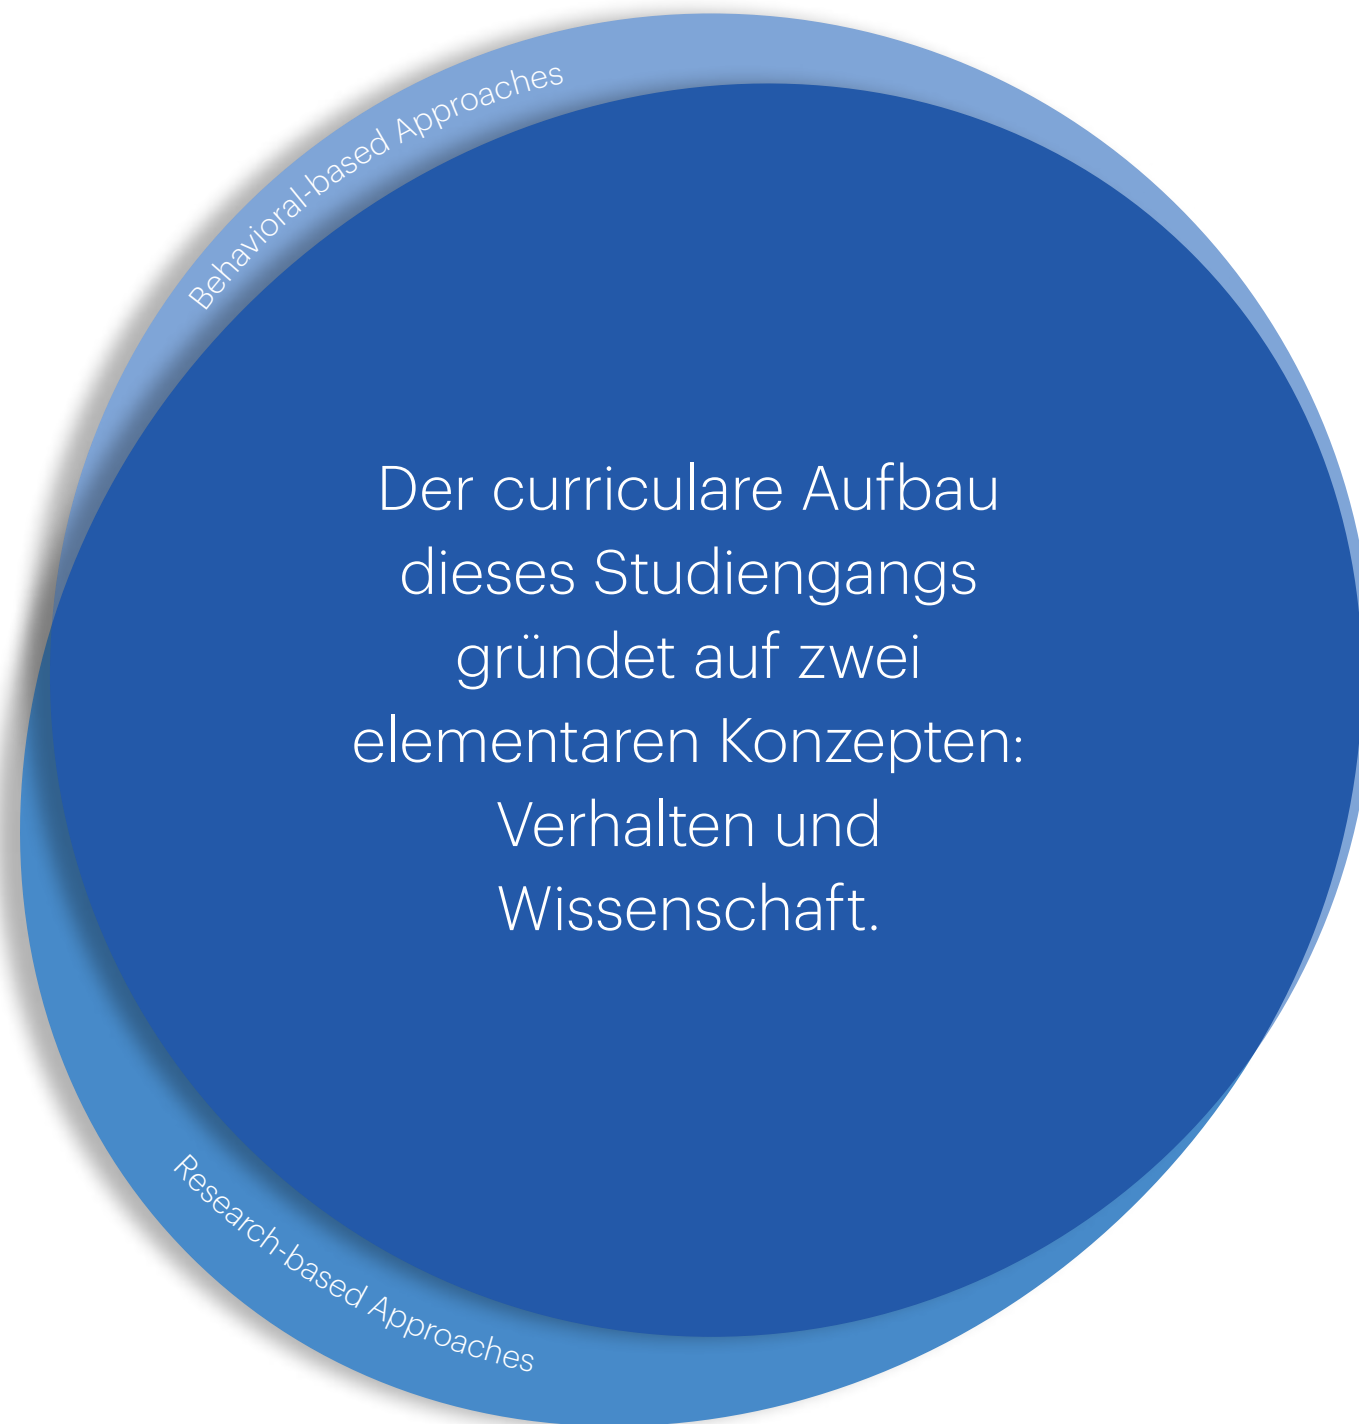 Behavioral-based Approaches
Der curriculare Aufbau
dieses Studiengangs
gründet auf zwei
elementaren Konzepten:
Verhalten und
Wissenschaft.
Research-based Approaches